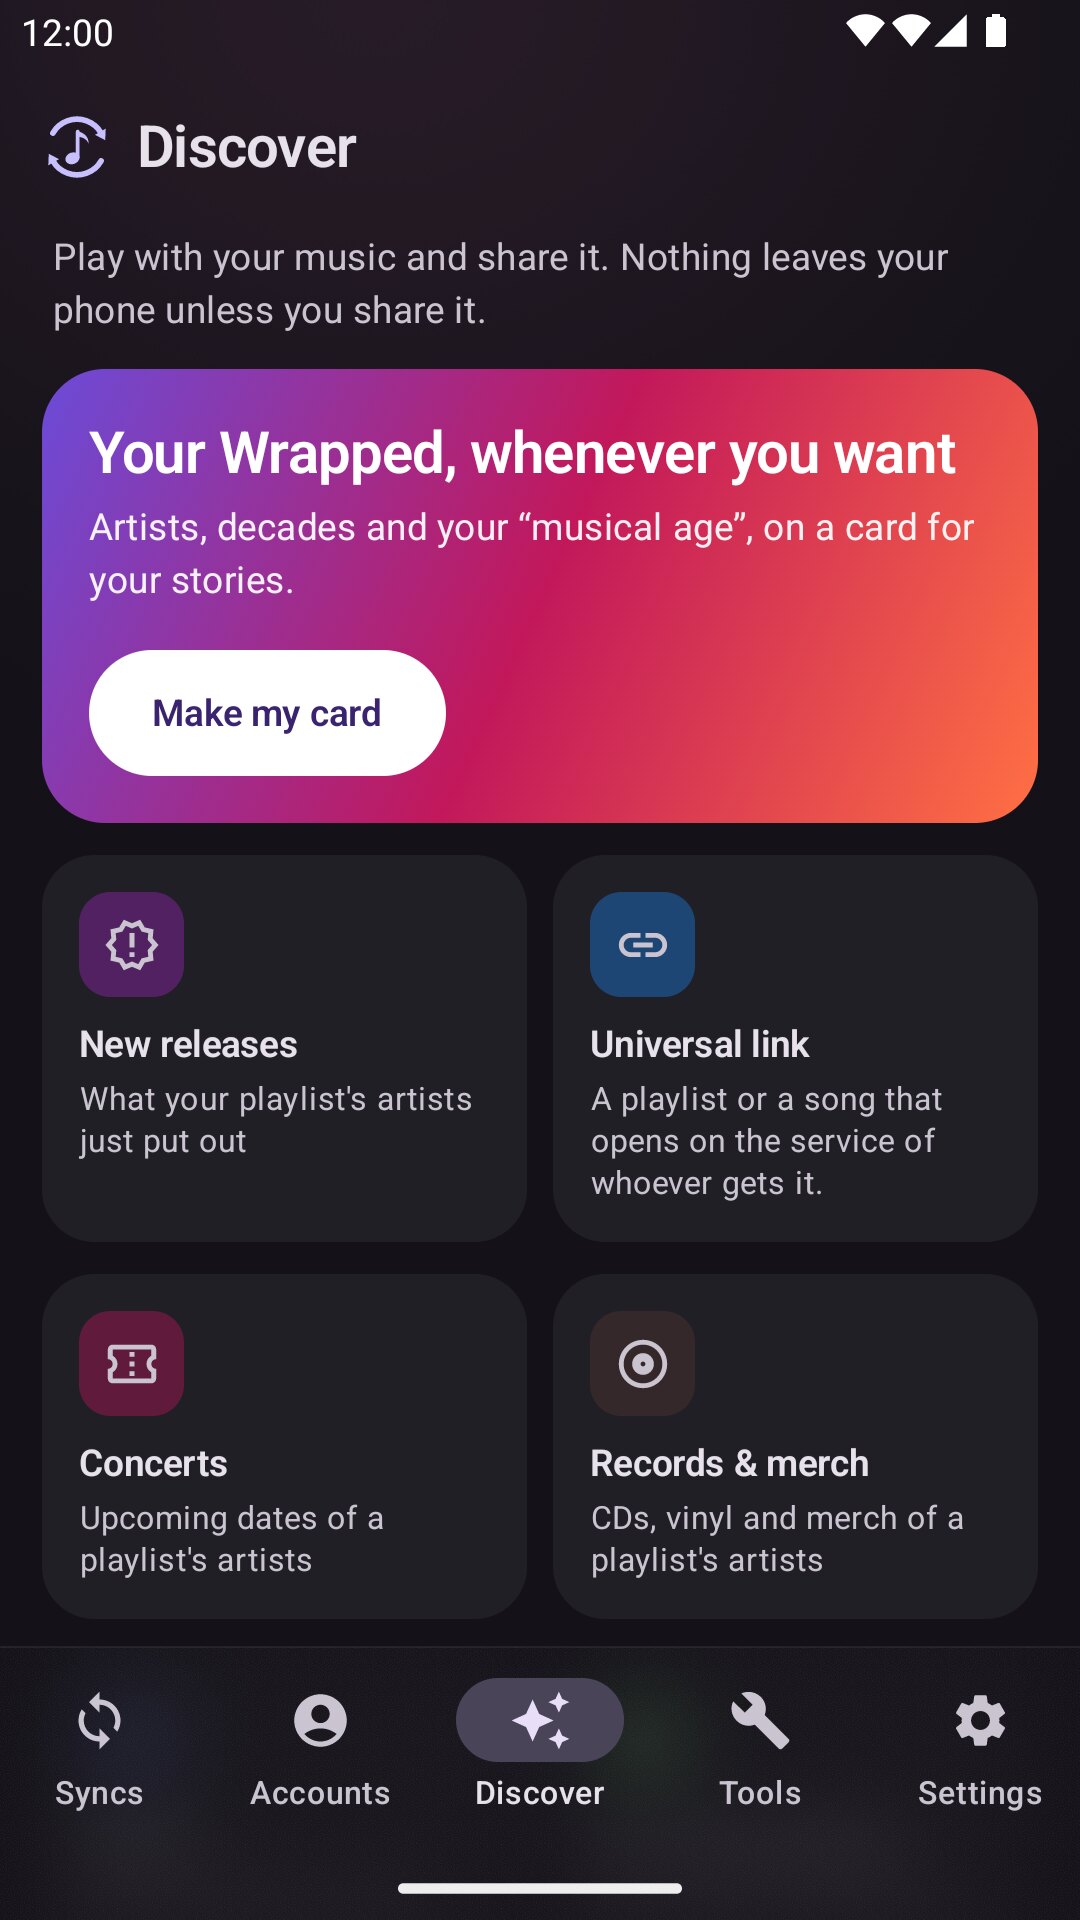 12:00
Discover
Play with your music and share it. Nothing leaves your
phone unless you share it.
Your Wrapped, whenever you want
Artists, decades and your “musical age”, on a card for
your stories.
Make my card
New releases
What your playlist's artists
just put out
Universal link
A playlist or a song that
opens on the service of
whoever gets it.
Concerts
Upcoming dates of a
playlist's artists
Records & merch
CDs, vinyl and merch of a
playlist's artists
Syncs
Accounts
Discover
Tools
Settings